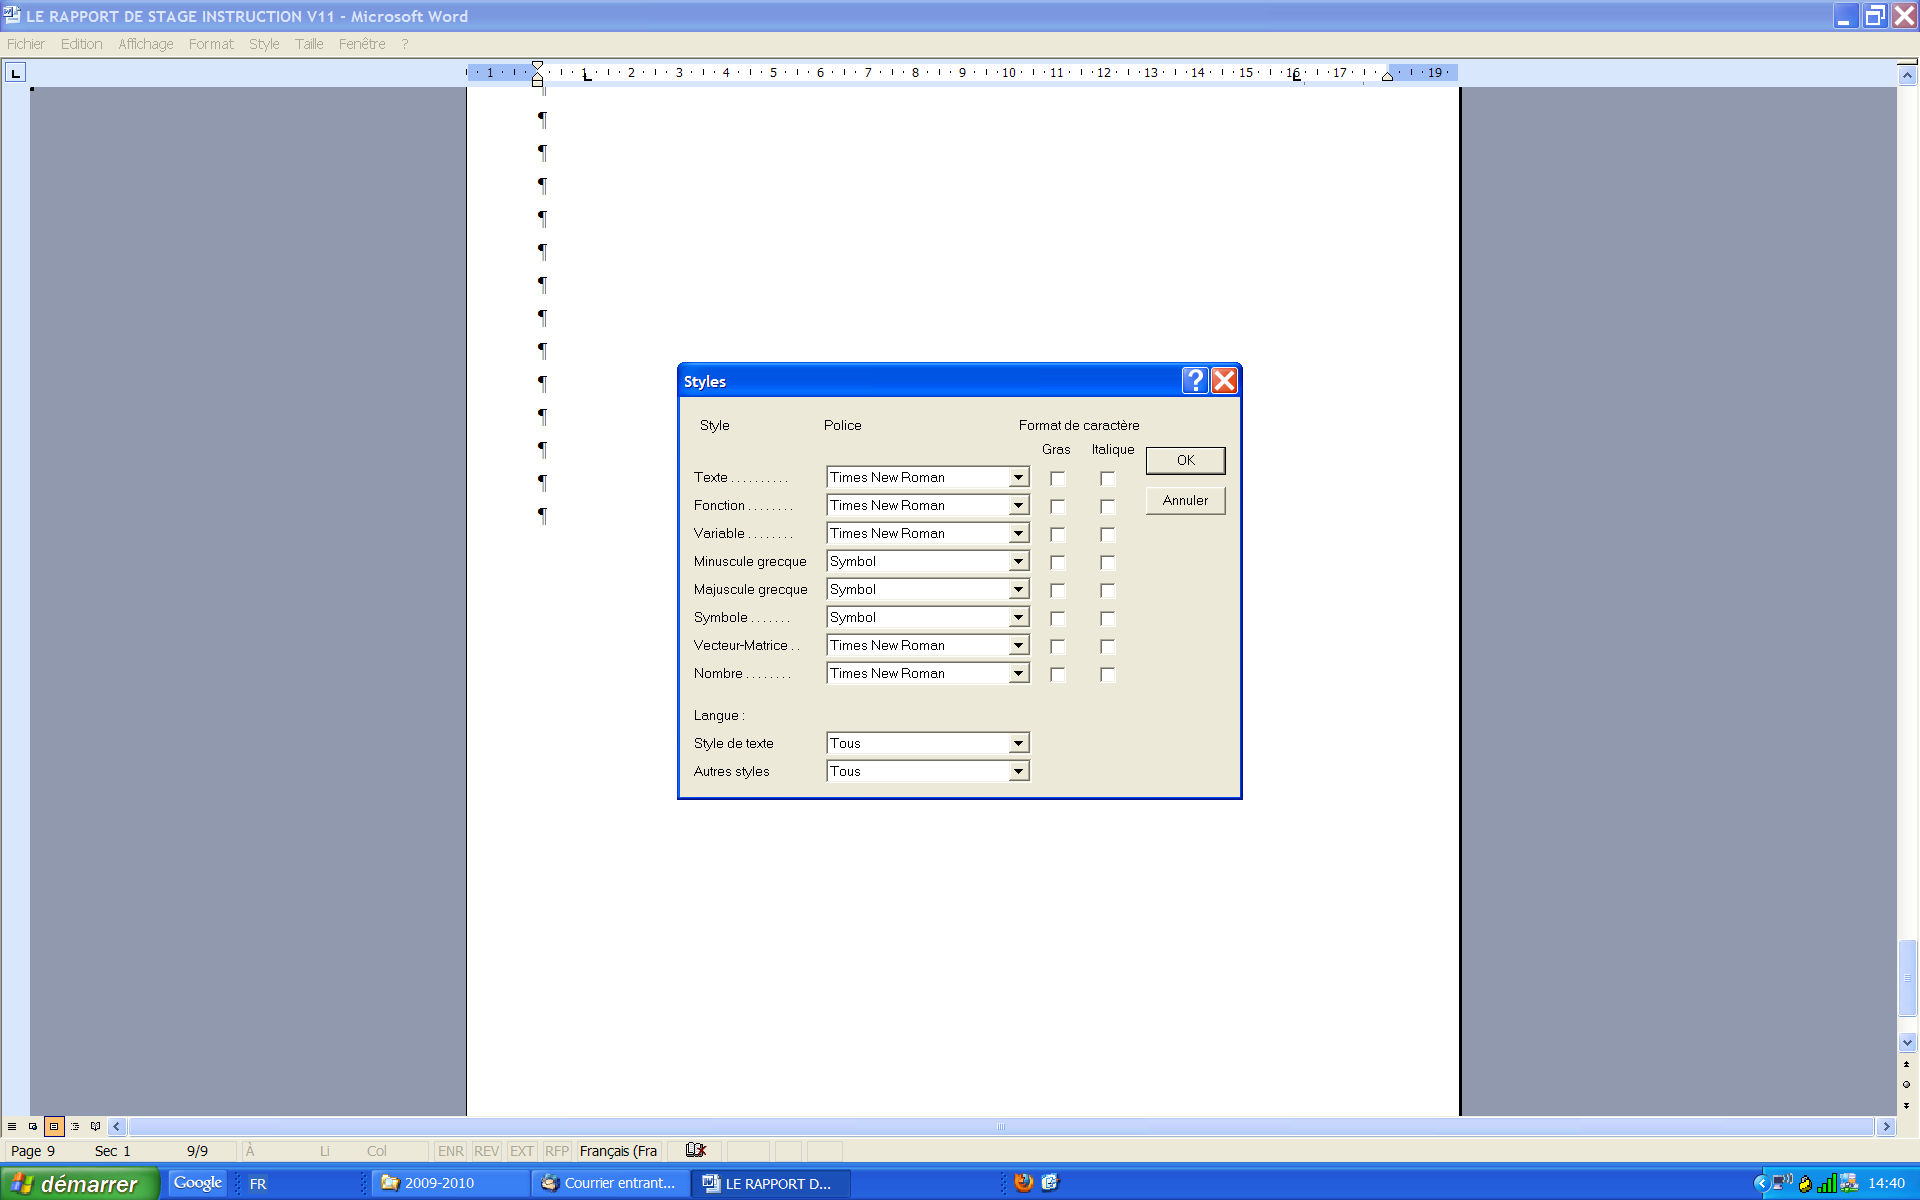 LE RAPPORT DE STAGE INSTRUCTION V11 - Microsoft Word
Fichier Edition Affichage Format Style Taille Fenêtre ?
1 1 2 3 4 5 6 7 8 9 10 11 12 13 14 15 16 17 19
¶
¶
¶
¶
¶
¶
¶
¶
¶
¶
¶
¶
¶
Styles
Style Police Format de caractère
Gras Italique
OK
Texte . . . . . . . . . . Times New Roman
Annuler
Fonction . . . . . . . . Times New Roman
Variable . . . . . . . . Times New Roman
Minuscule grecque Symbol
Majuscule grecque Symbol
Symbole . . . . . . . Symbol
Vecteur-Matrice . . Times New Roman
Nombre . . . . . . . . Times New Roman
Langue :
Style de texte Tous
Autres styles Tous
Page 9 Sec 1 9/9 À Li Col ENR REV EXT RFP Français (Fra
démarrer Google FR 2009-2010 Courrier entrant... LE RAPPORT D... 14:40